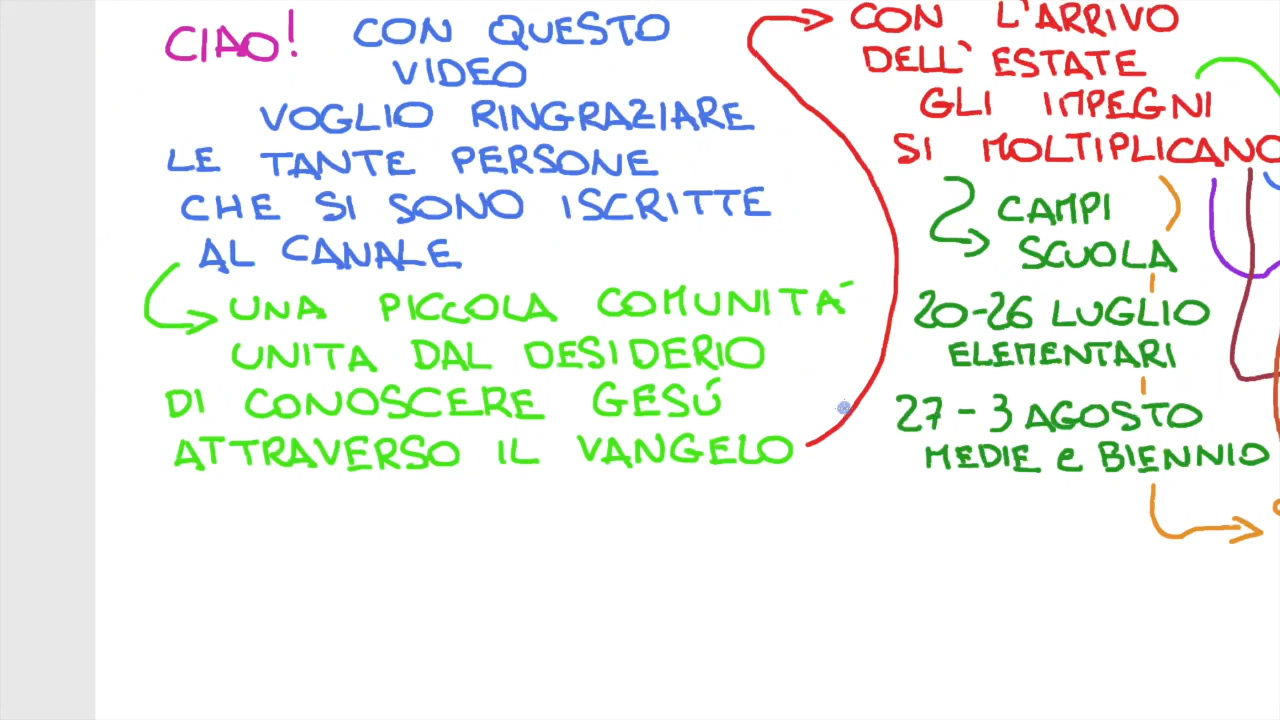 CIAO! CON QUESTO
VIDEO
VOGLIO RINGRAZIARE
LE TANTE PERSONE
CHE SI SONO ISCRITTE
AL CANALE
UNA PICCOLA COMUNITÁ
UNITA DAL DESIDERIO
DI CONOSCERE GESÚ
ATTRAVERSO IL VANGELO
CON L'ARRIVO
DELL'ESTATE
GLI IMPEGNI
SI MOLTIPLICANO
CAMPI
SCUOLA
20-26 LUGLIO
ELEMENTARI
27-3 AGOSTO
MEDIE e BIENNIO